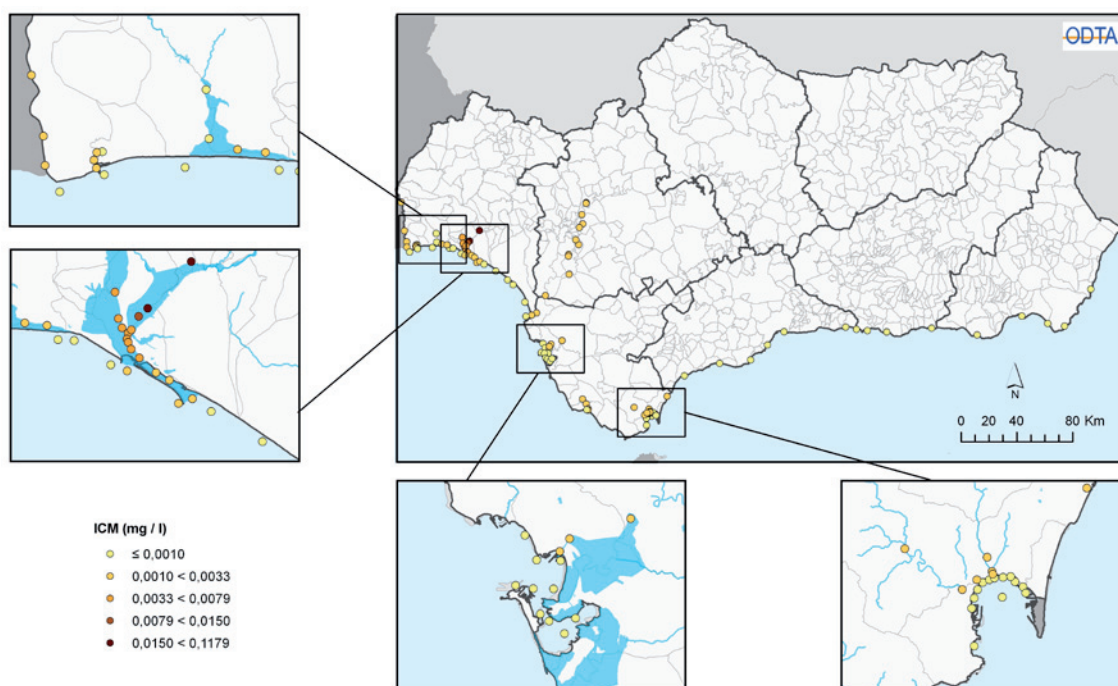 ODTA
N
0 20 40 80 Km
ICM (mg / l)
≤ 0,0010
0,0010 < 0,0033
0,0033 < 0,0079
0,0079 < 0,0150
0,0150 < 0,1179